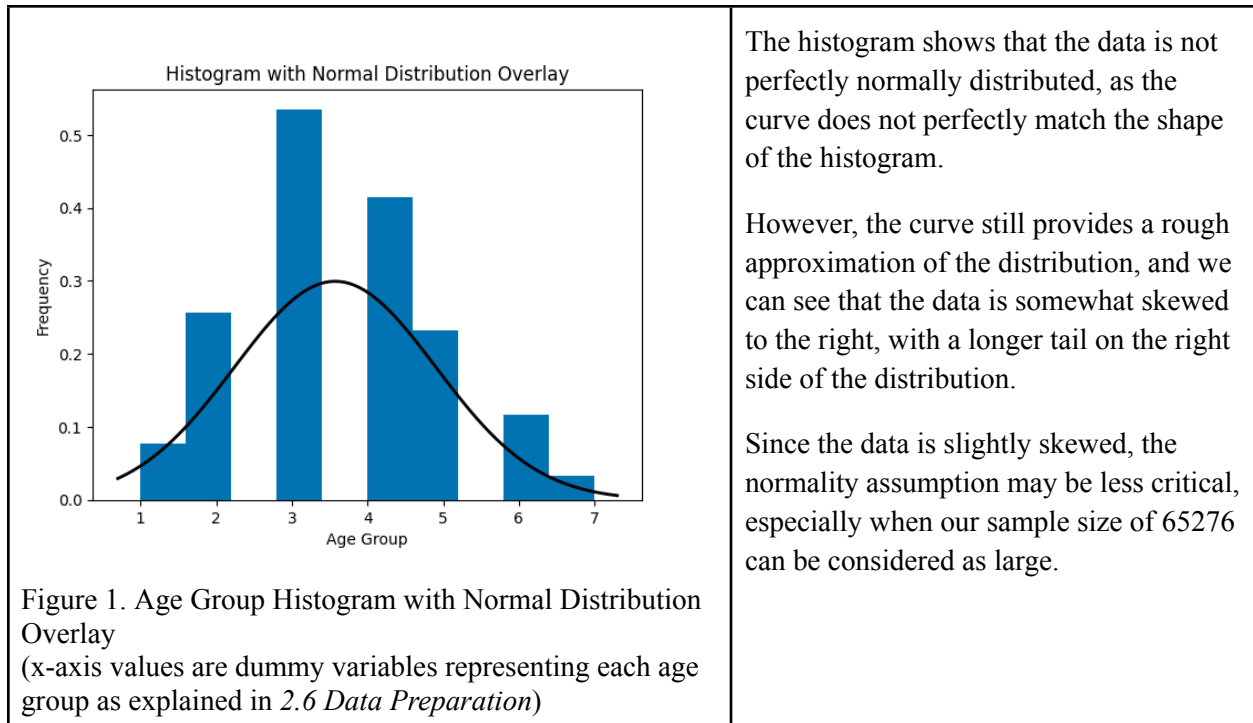 Histogram with Normal Distribution Overlay
0.5
0.4
0.3
0.2
0.1
0.0
Frequency
1 2 3 4 5 6 7
Age Group
Figure 1. Age Group Histogram with Normal Distribution
Overlay
(x-axis values are dummy variables representing each age
group as explained in 2.6 Data Preparation)
The histogram shows that the data is not
perfectly normally distributed, as the
curve does not perfectly match the shape
of the histogram.
However, the curve still provides a rough
approximation of the distribution, and we
can see that the data is somewhat skewed
to the right, with a longer tail on the right
side of the distribution.
Since the data is slightly skewed, the
normality assumption may be less critical,
especially when our sample size of 65276
can be considered as large.